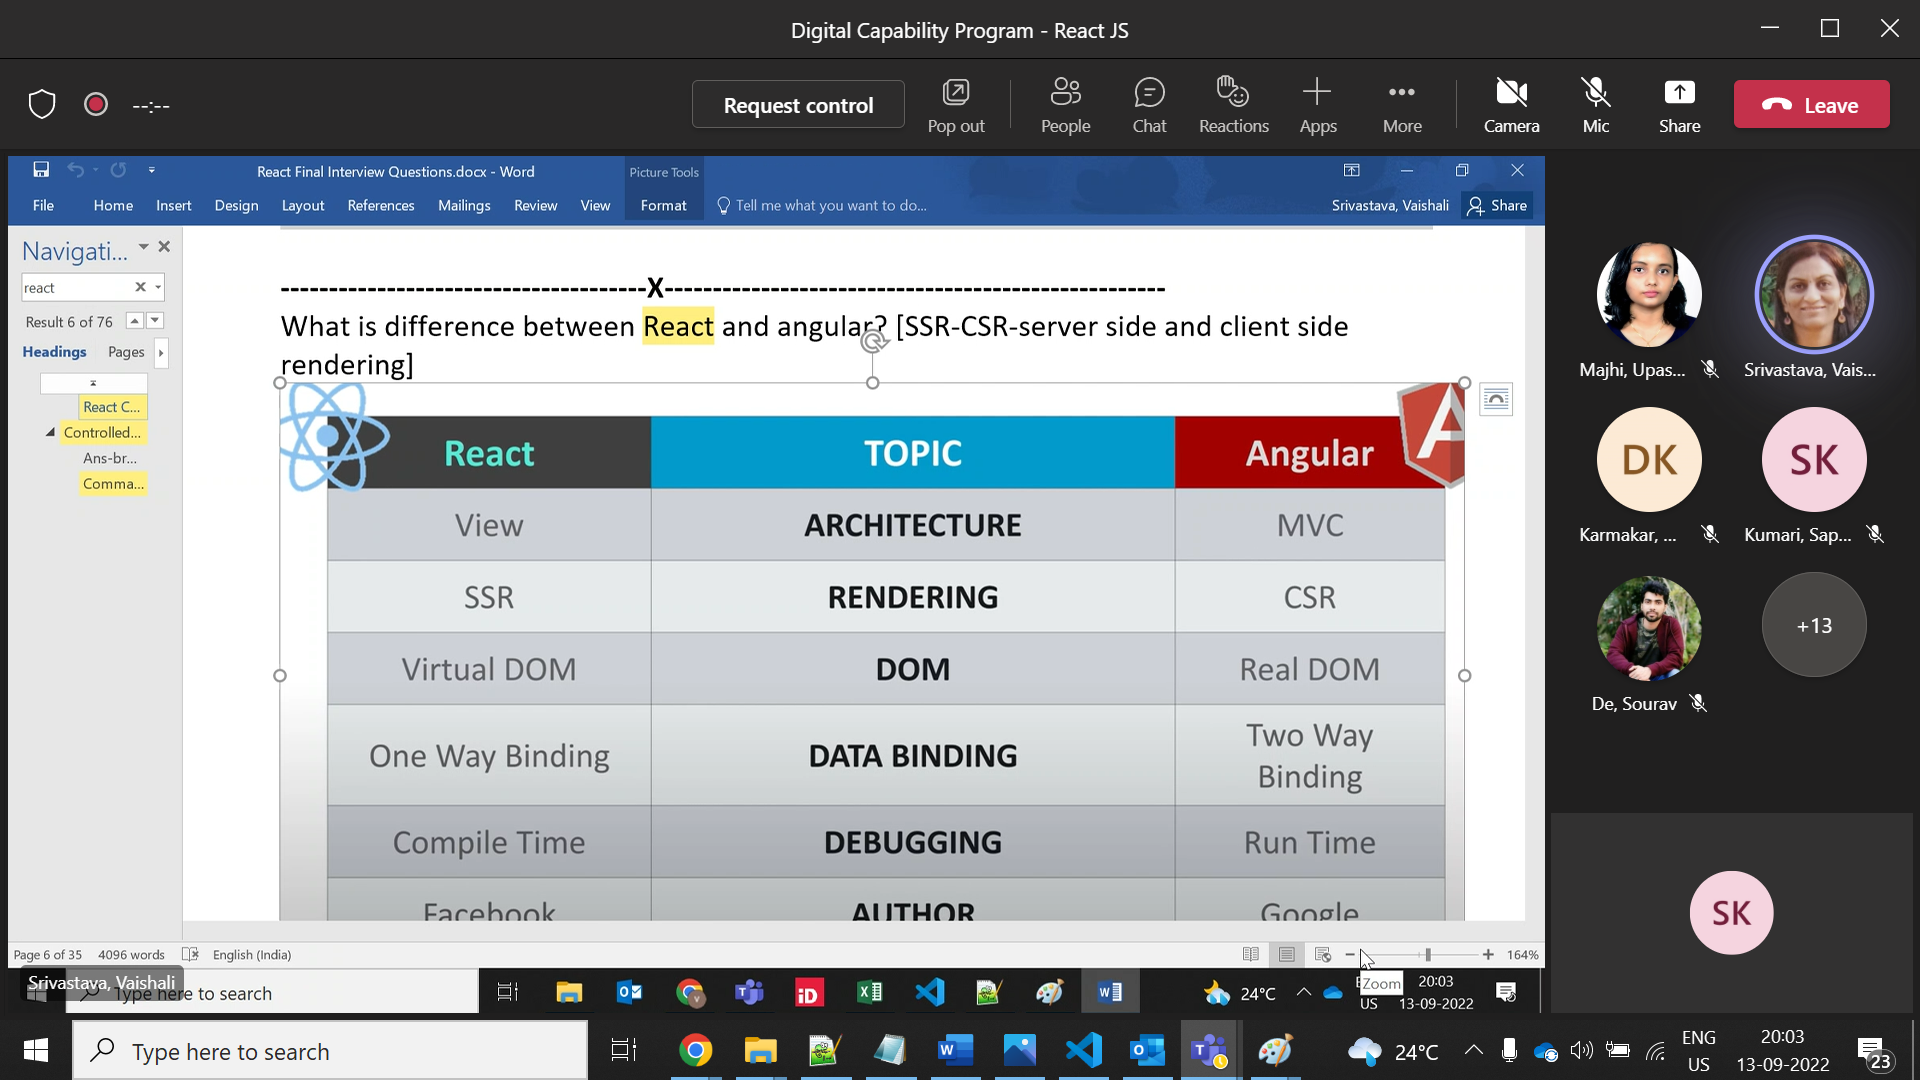 Digital Capability Program - React JS
--:--
Request control
Pop out
People
Chat
Reactions
Apps
More
Camera
Mic
Share
Leave
React Final Interview Questions.docx - Word
Picture Tools
File
Home
Insert
Design
Layout
References
Mailings
Review
View
Format
Tell me what you want to do...
Srivastava, Vaishali
Share
Navigati...
react
Result 6 of 76
Headings
Pages
React C...
Controlled...
Ans-br...
Comma...
-------------------------------------X---------------------------------------------------
What is difference between React and angular? [SSR-CSR-server side and client side
rendering]
React TOPIC Angular
View ARCHITECTURE MVC
SSR RENDERING CSR
Virtual DOM DOM Real DOM
One Way Binding DATA BINDING Two Way Binding
Compile Time DEBUGGING Run Time
Facebook AUTHOR Google
Majhi, Upas...
Srivastava, Vais...
DK
SK
Karmakar, ...
Kumari, Sap...
De, Sourav
+13
SK
Page 6 of 35
4096 words
English (India)
164%
Srivastava, Vaishali
Type here to search
24°C
Zoom
US
20:03
13-09-2022
Type here to search
24°C
ENG
US
20:03
13-09-2022
23